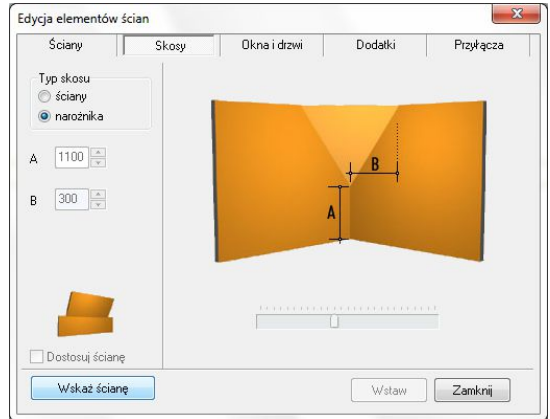 Edycja elementów ścian
Ściany Skosy Okna i drzwi Dodatki Przyłącza
Typ skosu
ściany
narożnika
A 1100
B 300
B
A
Dostosuj ścianę
Wskaż ścianę Wstaw Zamknij